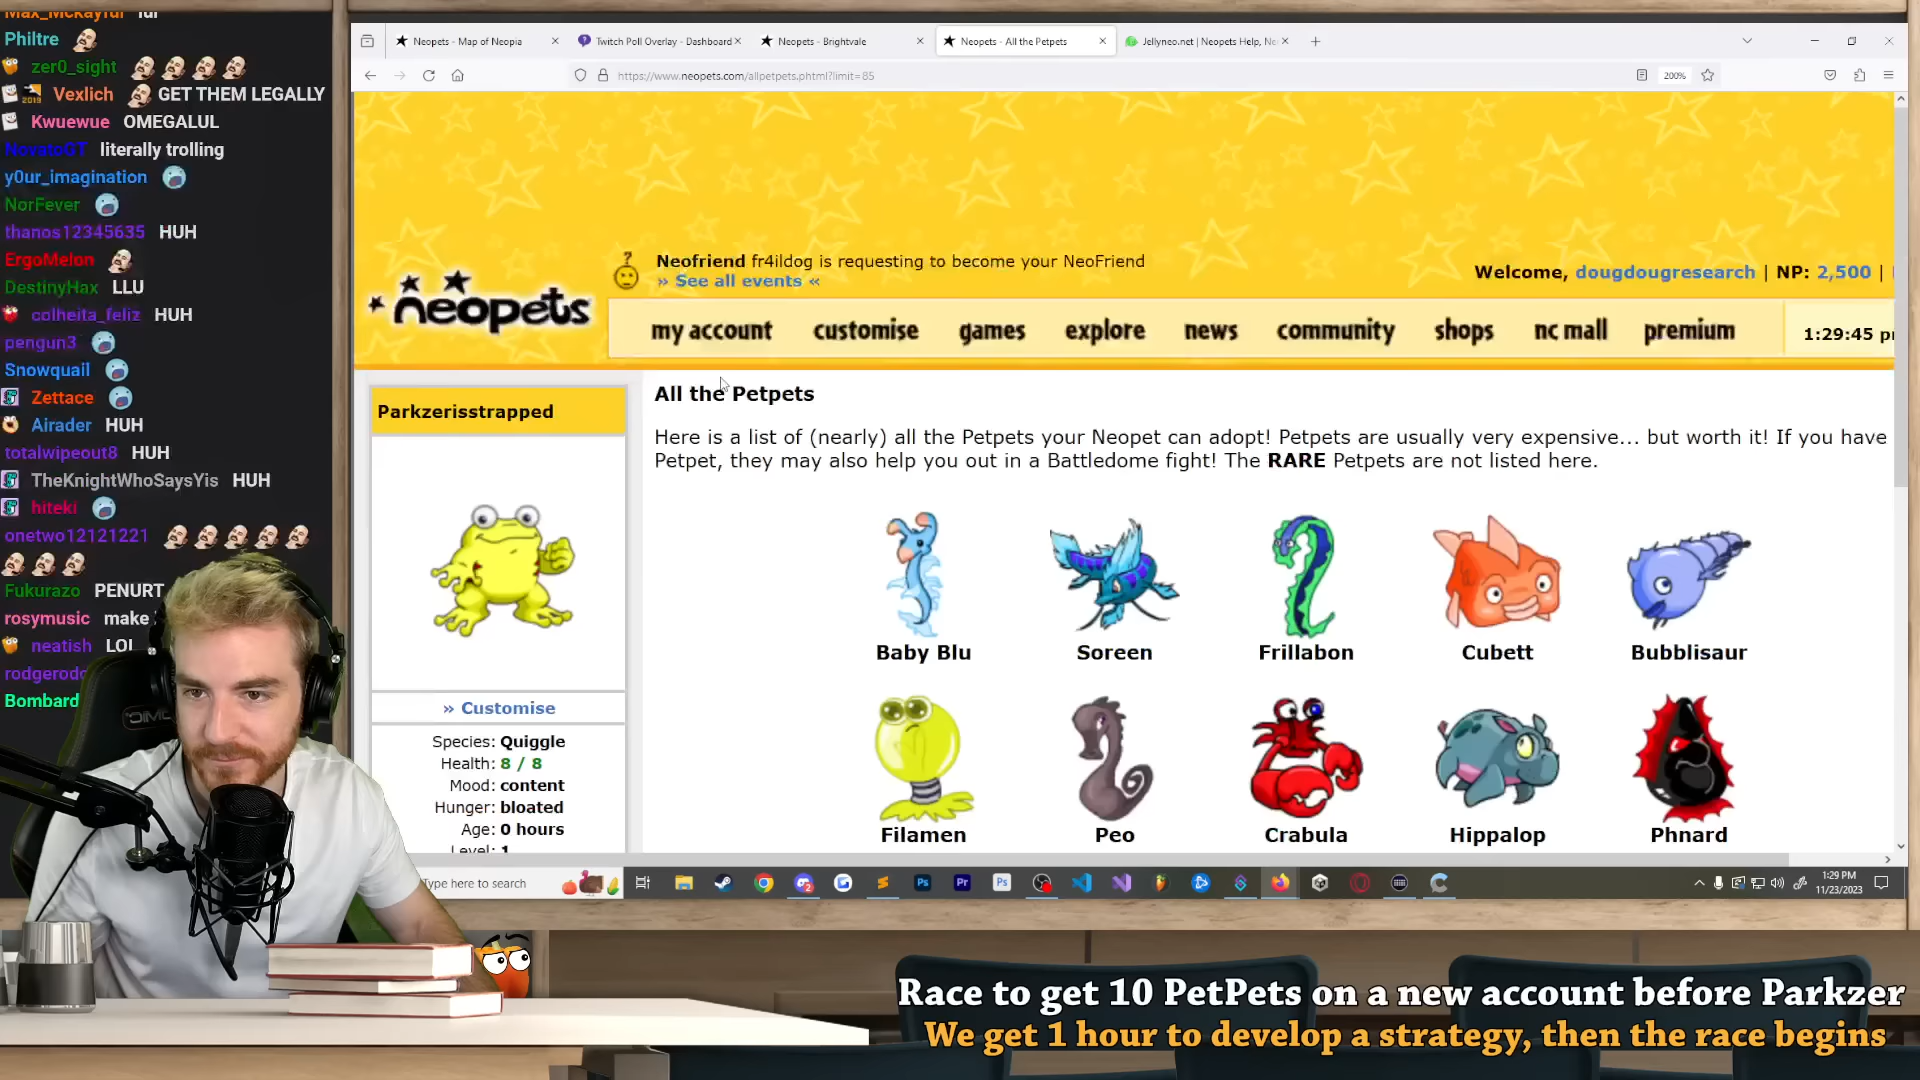 Max_Mckayful lul
Philtre
zer0_sight
Vexlich GET THEM LEGALLY
Kwuewue OMEGALUL
NovatoGT literally trolling
y0ur_imagination
NorFever
thanos12345635 HUH
ErgoMelon
DestinyHax LLU
colheita_feliz HUH
pengun3
Snowquail
Zettace
Airader HUH
totalwipeout8 HUH
TheKnightWhoSaysYis HUH
hiteki
onetwo12121221
Fukurazo PENURT
rosymusic make
neatish LOL
rodgerodo
Bombard
Neopets - Map of Neopia
Twitch Poll Overlay - Dashboard
Neopets - Brightvale
Neopets - All the Petpets
Jellyneo.net | Neopets Help, Ne
https://www.neopets.com/allpetpets.phtml?limit=85
200%
Neofriend fr4ildog is requesting to become your NeoFriend
» See all events «
Welcome, dougdougresearch | NP: 2,500 |
neopets
my account customise games explore news community shops nc mall premium
1:29:45 p
Parkzerisstrapped
» Customise
Species: Quiggle
Health: 8 / 8
Mood: content
Hunger: bloated
Age: 0 hours
Level: 1
All the Petpets
Here is a list of (nearly) all the Petpets your Neopet can adopt! Petpets are usually very expensive... but worth it! If you have
Petpet, they may also help you out in a Battledome fight! The RARE Petpets are not listed here.
Baby Blu Soreen Frillabon Cubett Bubblisaur
Filamen Peo Crabula Hippalop Phnard
Type here to search
Ps Pr Ps
1:29 PM
11/23/2023
Race to get 10 PetPets on a new account before Parkzer
We get 1 hour to develop a strategy, then the race begins